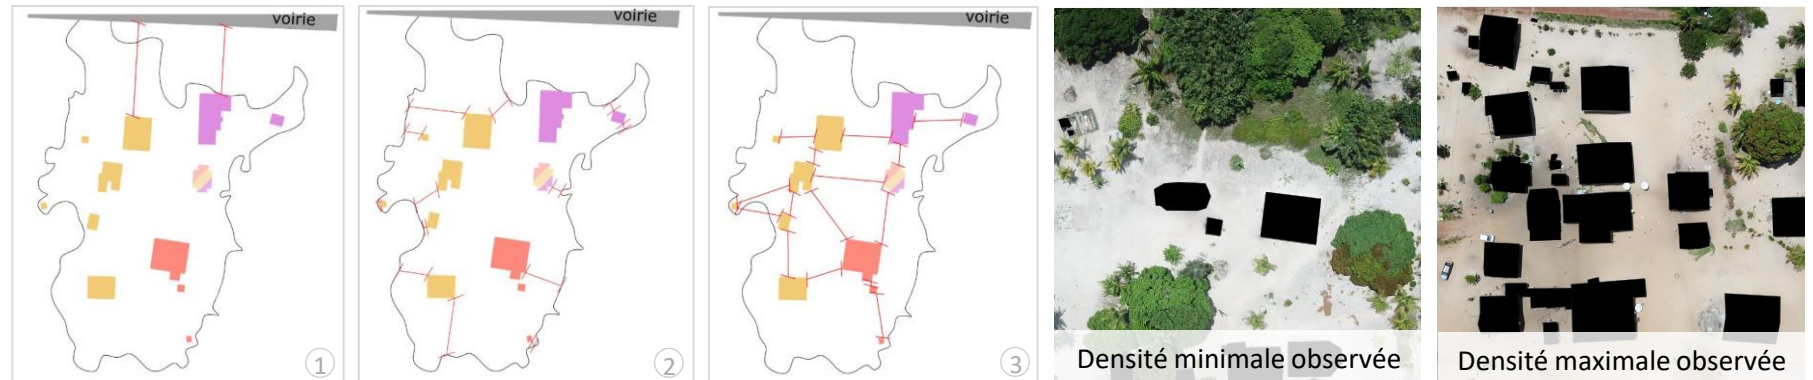 voirie
voirie
voirie
1
2
3
Densité minimale observée
Densité maximale observée